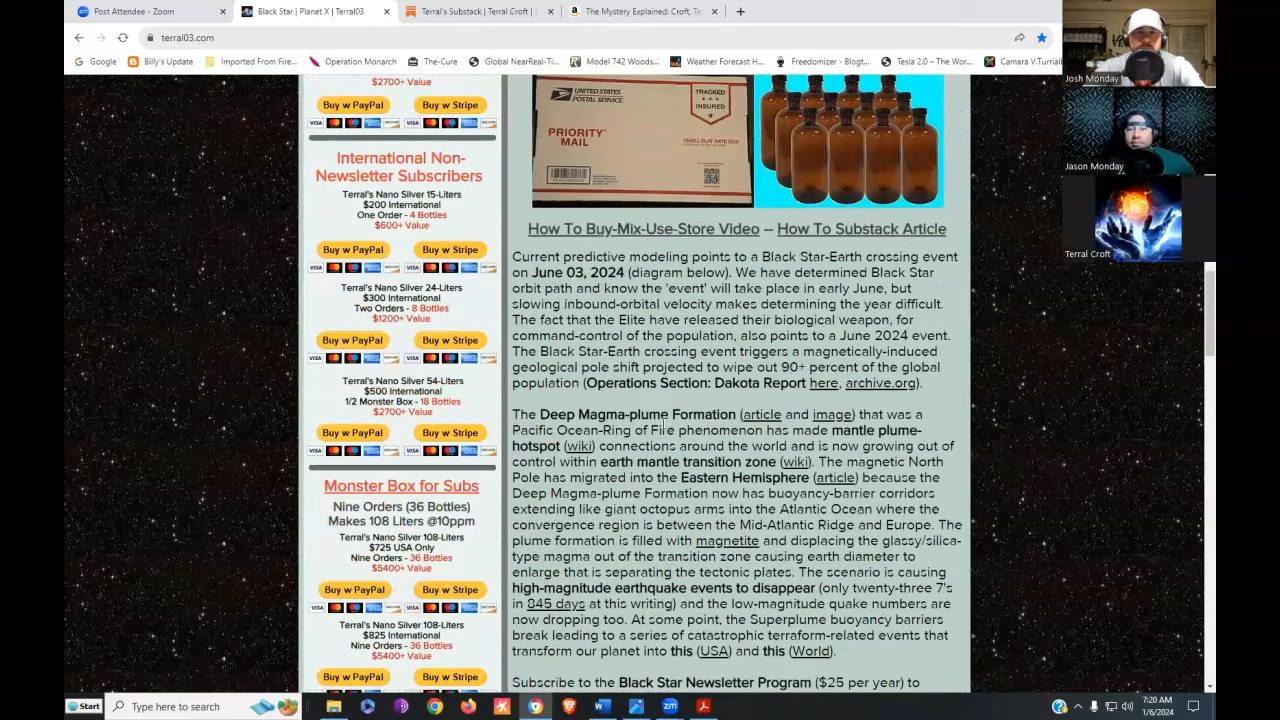 Post Attendee - Zoom
Black Star | Planet X | Terral03
Terral's Substack | Terral Croft | S
The Mystery Explained: Croft, Te
terral03.com
Google
Billy's Update
Imported From Fire...
Operation Monarch
The-Cure
Global NearReal-Ti...
Model 742 Woods...
Weather Forecast H...
Freedomizer - Blogt...
Tesla 2.0 – The Wor...
Camara V.Turrial
$2700+ Value
Buy w PayPal
Buy w Stripe
VISA
VISA
International Non-
Newsletter Subscribers
Terral's Nano Silver 15-Liters
$200 International
One Order - 4 Bottles
$600+ Value
Buy w PayPal
Buy w Stripe
VISA
VISA
Terral's Nano Silver 24-Liters
$300 International
Two Orders - 8 Bottles
$1200+ Value
Buy w PayPal
Buy w Stripe
VISA
VISA
Terral's Nano Silver 54-Liters
$500 International
1/2 Monster Box - 18 Bottles
$2700+ Value
Buy w PayPal
Buy w Stripe
VISA
VISA
Monster Box for Subs
Nine Orders (36 Bottles)
Makes 108 Liters @10ppm
Terral's Nano Silver 108-Liters
$725 USA Only
Nine Orders - 36 Bottles
$5400+ Value
Buy w PayPal
Buy w Stripe
VISA
VISA
Terral's Nano Silver 108-Liters
$825 International
Nine Orders - 36 Bottles
$5400+ Value
Buy w PayPal
Buy w Stripe
UNITED STATES
POSTAL SERVICE
TRACKED
INSURED
PRIORITY
MAIL
SMALL FLAT RATE BOX
How To Buy-Mix-Use-Store Video -- How To Substack Article
Current predictive modeling points to a Black Star-Earth crossing event
on June 03, 2024 (diagram below). We have determined Black Star
orbit path and know the 'event' will take place in early June, but
slowing inbound-orbital velocity makes determining the year difficult.
The fact that the Elite have released their biological weapon, for
command-control of the population, also points to a June 2024 event.
The Black Star-Earth crossing event triggers a magnetically-induced
geological pole shift projected to wipe out 90+ percent of the global
population (Operations Section: Dakota Report here, archive.org).
The Deep Magma-plume Formation (article and image) that was a
Pacific Ocean-Ring of Fire phenomenon has made mantle plume-
hotspot (wiki) connections around the world and is now growing out of
control within earth mantle transition zone (wiki). The magnetic North
Pole has migrated into the Eastern Hemisphere (article) because the
Deep Magma-plume Formation now has buoyancy-barrier corridors
extending like giant octopus arms into the Atlantic Ocean where the
convergence region is between the Mid-Atlantic Ridge and Europe. The
plume formation is filled with magnetite and displacing the glassy/silica-
type magma out of the transition zone causing earth diameter to
enlarge that is separating the tectonic plates. The scenario is causing
high-magnitude earthquake events to disappear (only twenty-three 7's
in 845 days at this writing) and the low-magnitude quake numbers are
now dropping too. At some point, the Superplume buoyancy barriers
break leading to a series of catastrophic terraform-related events that
transform our planet into this (USA) and this (World).
Subscribe to the Black Star Newsletter Program ($25 per year) to
Josh Monday
Jason Monday
Terral Croft
Start
Type here to search
7:20 AM
1/6/2024